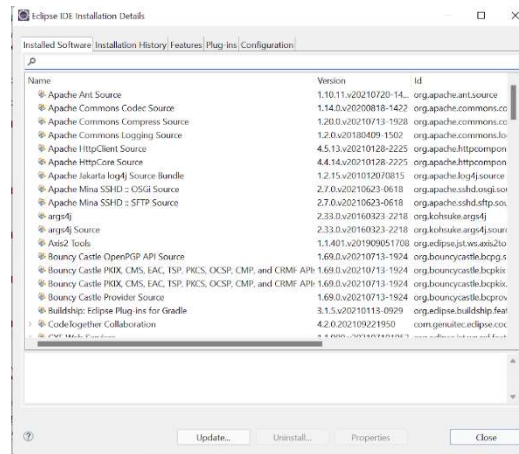 Eclipse IDE Installation Details
Installed Software Installation History Features Plug-ins Configuration
Name Version Id
Apache Ant Source 1.10.11.v20210720-14... org.apache.ant.source
Apache Commons Codec Source 1.14.0.v20200818-1422 org.apache.commons.co
Apache Commons Compress Source 1.20.0.v20210713-1928 org.apache.commons.co
Apache Commons Logging Source 1.2.0.v20180409-1502 org.apache.commons.lo
Apache HttpClient Source 4.5.13.v20210128-2225 org.apache.httpcompon
Apache HttpCore Source 4.4.14.v20210128-2225 org.apache.httpcompon
Apache Jakarta log4j Source Bundle 1.2.15.v201012070815 org.apache.log4j.source
Apache Mina SSHD :: OSGi Source 2.7.0.v20210623-0618 org.apache.sshd.osgi.sou
Apache Mina SSHD :: SFTP Source 2.7.0.v20210623-0618 org.apache.sshd.sftp.sou
args4j 2.33.0.v20160323-2218 org.kohsuke.args4j
args4j Source 2.33.0.v20160323-2218 org.kohsuke.args4j.sourc
Axis2 Tools 1.1.401.v201909051708 org.eclipse.jst.ws.axis2to
Bouncy Castle OpenPGP API Source 1.69.0.v20210713-1924 org.bouncycastle.bcpg.s
Bouncy Castle PKIX, CMS, EAC, TSP, PKCS, OCSP, CMP, and CRMF APIs 1.69.0.v20210713-1924 org.bouncycastle.bcpkix
Bouncy Castle PKIX, CMS, EAC, TSP, PKCS, OCSP, CMP, and CRMF APIs 1.69.0.v20210713-1924 org.bouncycastle.bcpkix.
Bouncy Castle Provider Source 1.69.0.v20210713-1924 org.bouncycastle.bcprov
Buildship: Eclipse Plug-ins for Gradle 3.1.5.v20210113-0929 org.eclipse.buildship.feat
CodeTogether Collaboration 4.2.0.202109221950 com.genuitec.eclipse.coc
CXF Web Services
Update... Uninstall... Properties Close